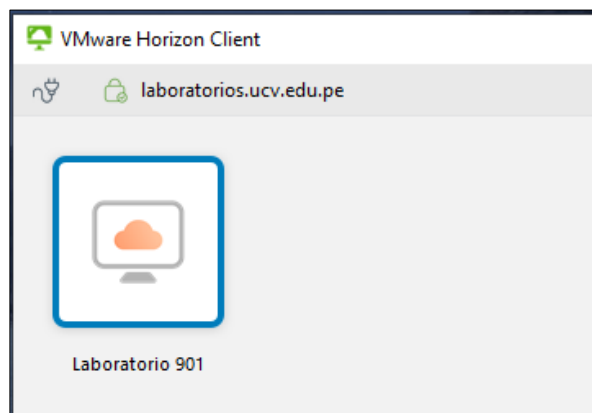 VMware Horizon Client
laboratorios.ucv.edu.pe
Laboratorio 901